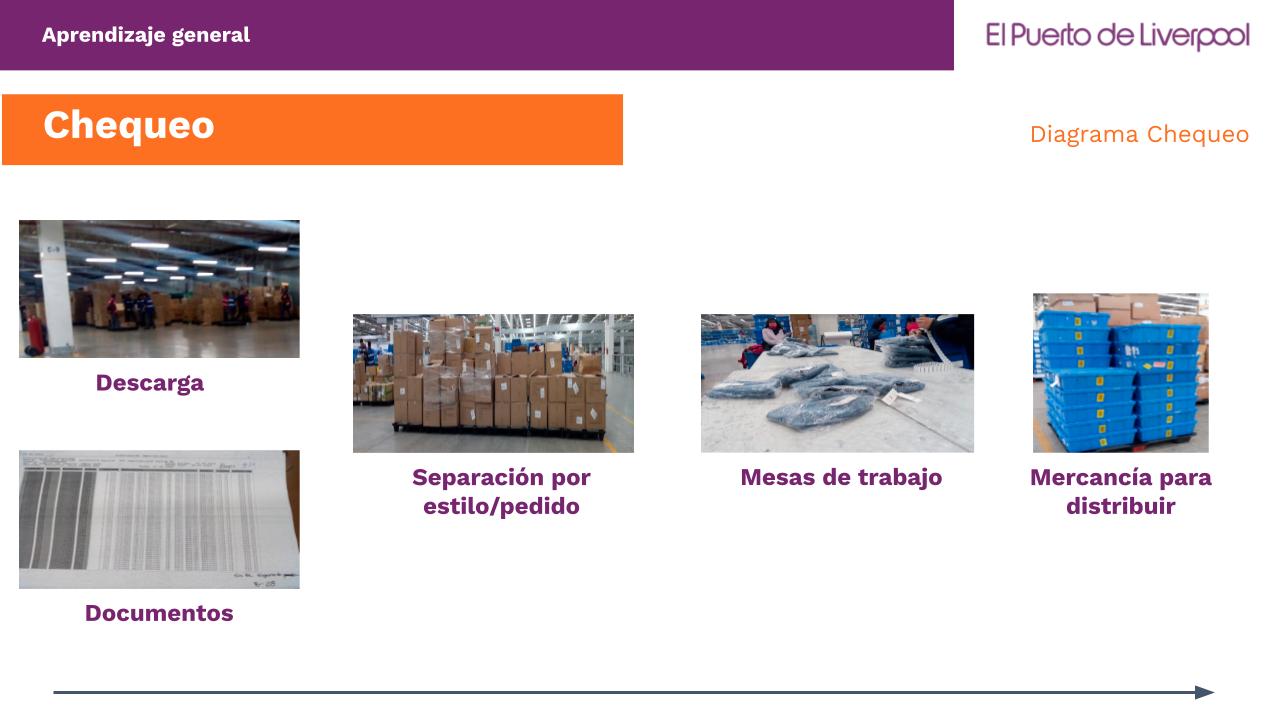 Aprendizaje general
El Puerto de Liverpool
Chequeo
Diagrama Chequeo
C-9
Descarga
Documentos
Separación por
estilo/pedido
Mesas de trabajo
Mercancía para
distribuir